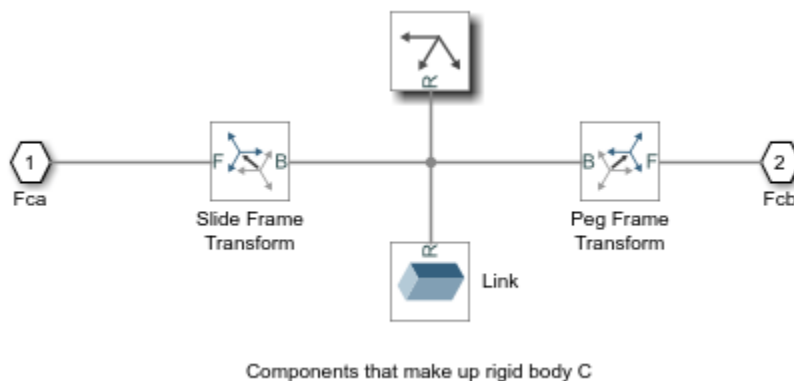 R
1
F
B
B
F
2
Fca
Slide Frame
Transform
Peg Frame
Transform
Fcb
R
Link
Components that make up rigid body C